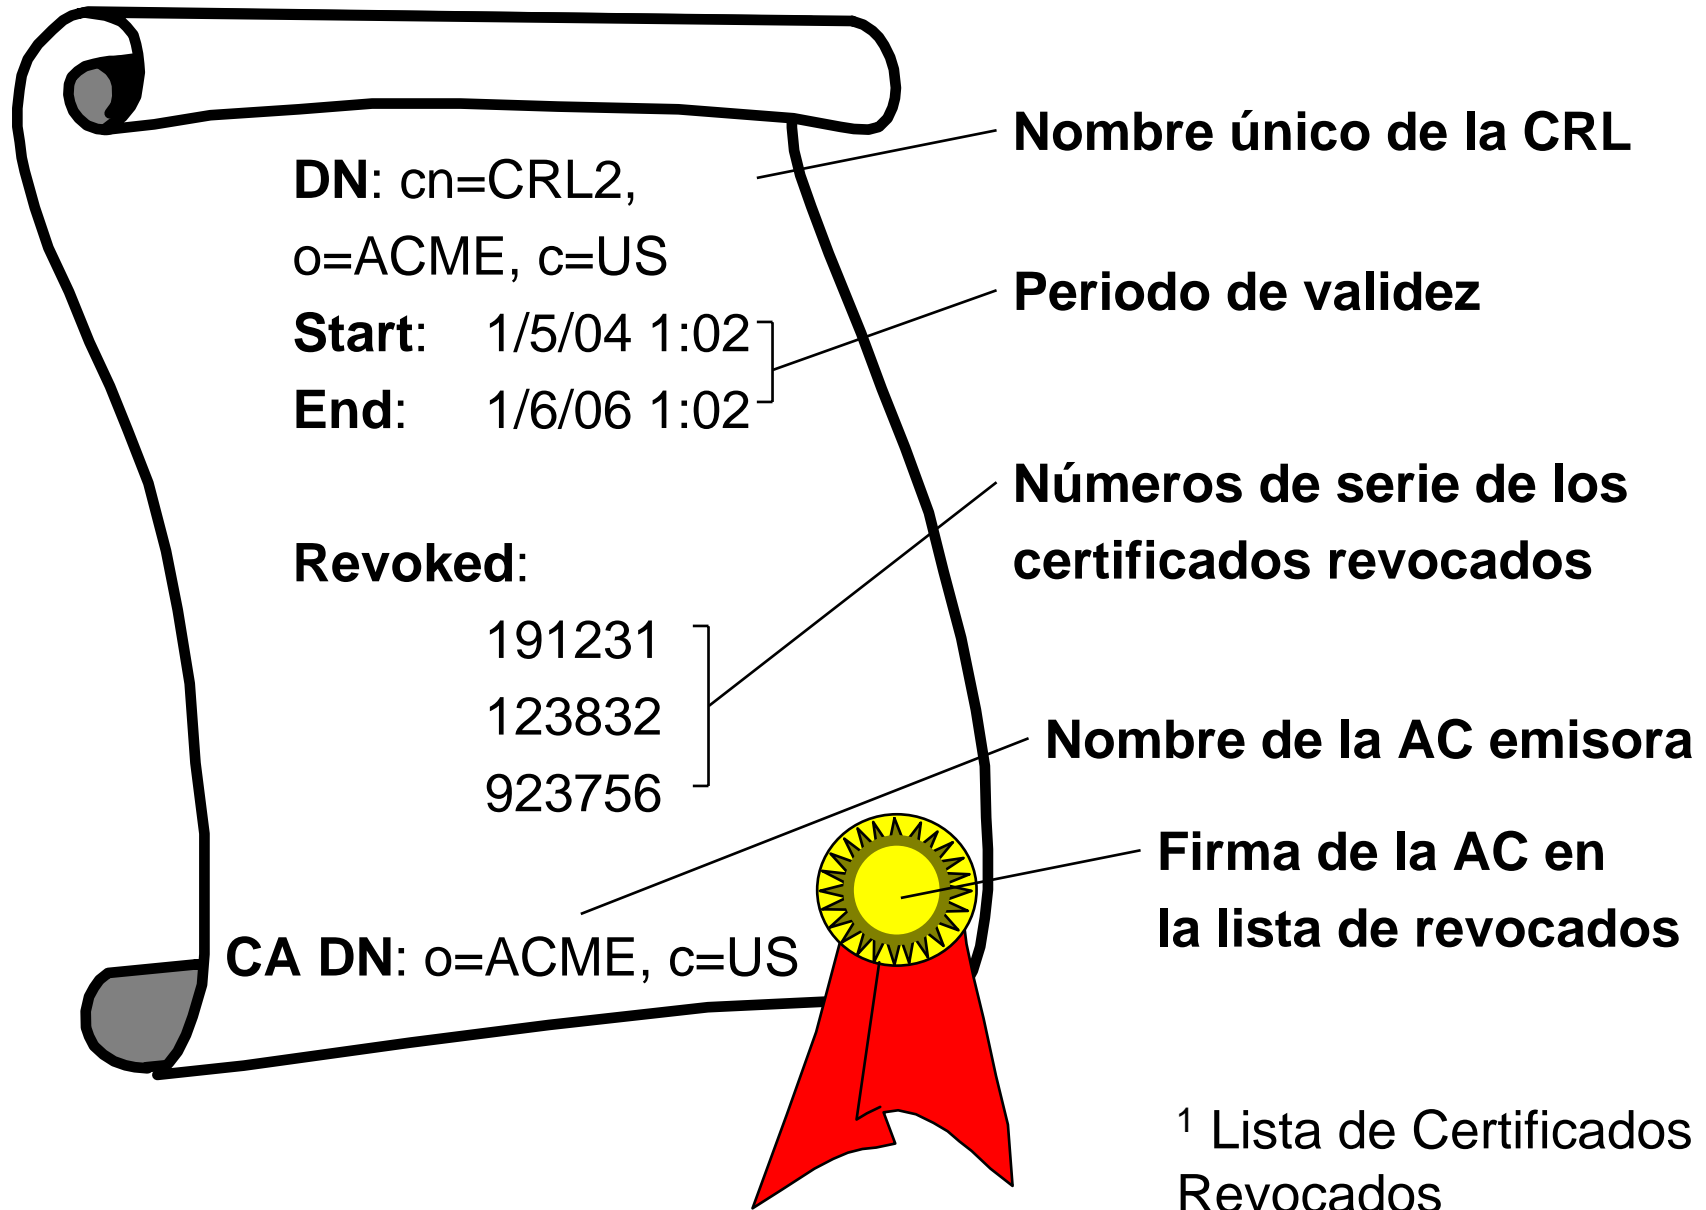 DN: cn=CRL2,
o=ACME, c=US
Start: 1/5/04 1:02
End: 1/6/06 1:02
Revoked:
191231
123832
923756
CA DN: o=ACME, c=US
Nombre único de la CRL
Periodo de validez
Números de serie de los
certificados revocados
Nombre de la AC emisora
Firma de la AC en
la lista de revocados
¹ Lista de Certificados
Revocados